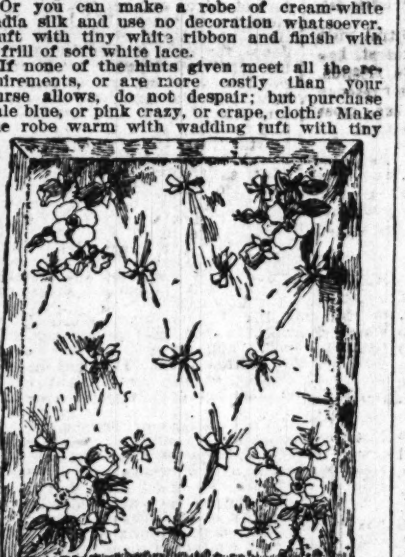 Or you can make a robe of cream-white
dia silk and use no decoration whatsoever.
uft with tiny white ribbon and finish with
frill of soft white lace.
If none of the hints given meet all the re-
uirements, or are more costly than your
urse allows, do not despair; but purchase
ale blue, or pink crazy, or crape, cloth. Make
e robe warm with wadding tuft with tiny